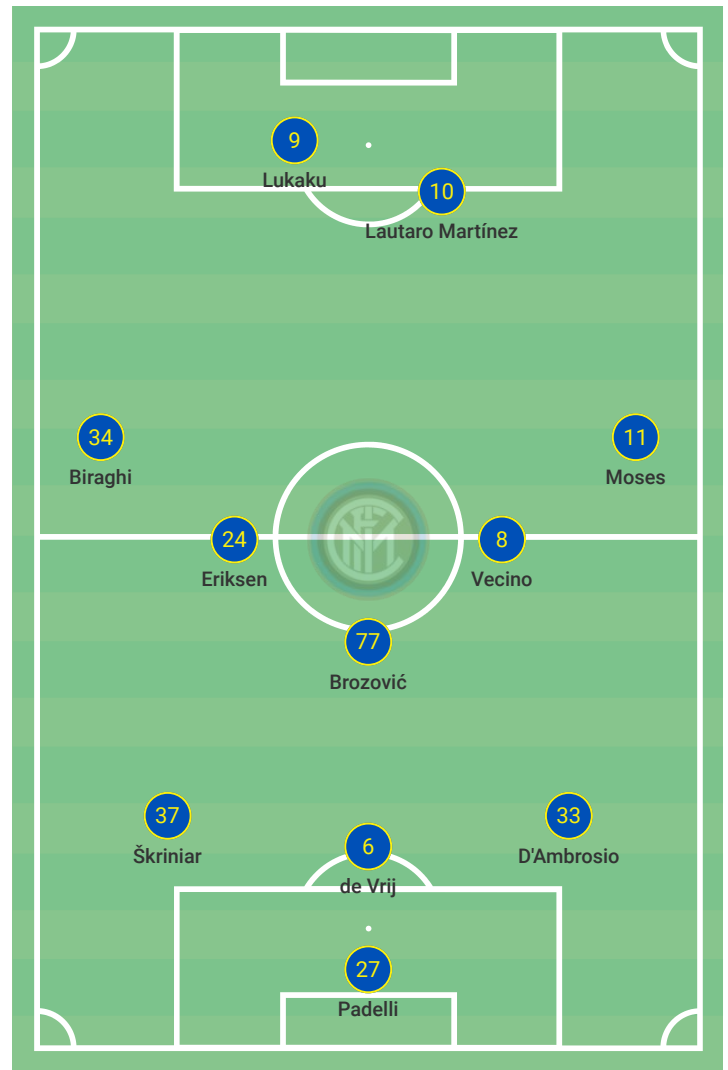 9
Lukaku
10
Lautaro Martínez
34
Biraghi
11
Moses
24
Eriksen
8
Vecino
77
Brozović
37
Škriniar
33
D'Ambrosio
6
de Vrij
27
Padelli